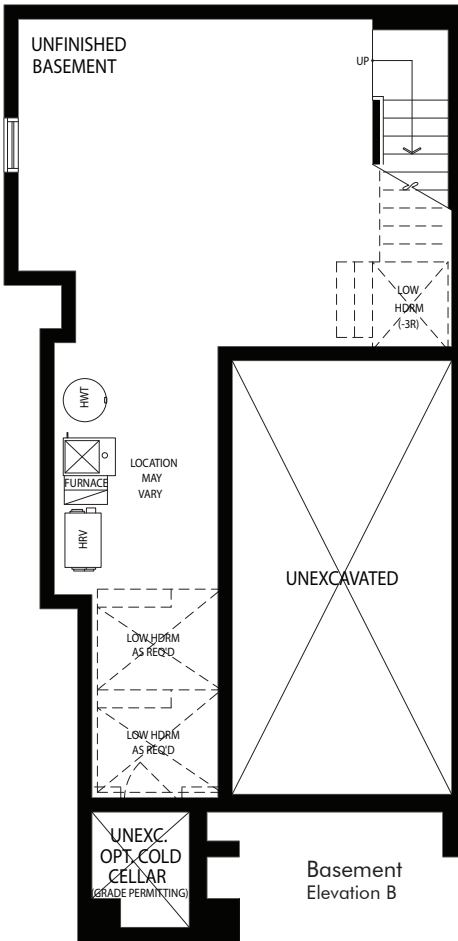 UNFINISHED
BASEMENT
UP
LOW
HDRM
(-3R)
HWT
FURNACE
LOCATION
MAY
VARY
HRV
UNEXCAVATED
LOW HDRM
AS REQ'D
LOW HDRM
AS REQ'D
UNEXC.
OPT. COLD
CELLAR
(GRADE PERMITTING)
Basement
Elevation B